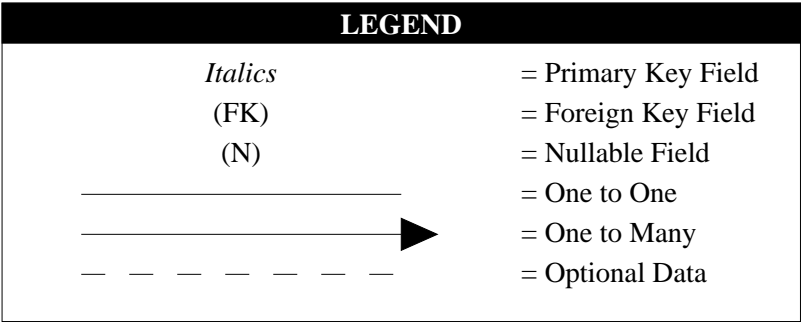 LEGEND
Italics = Primary Key Field
(FK) = Foreign Key Field
(N) = Nullable Field
= One to One
= One to Many
= Optional Data